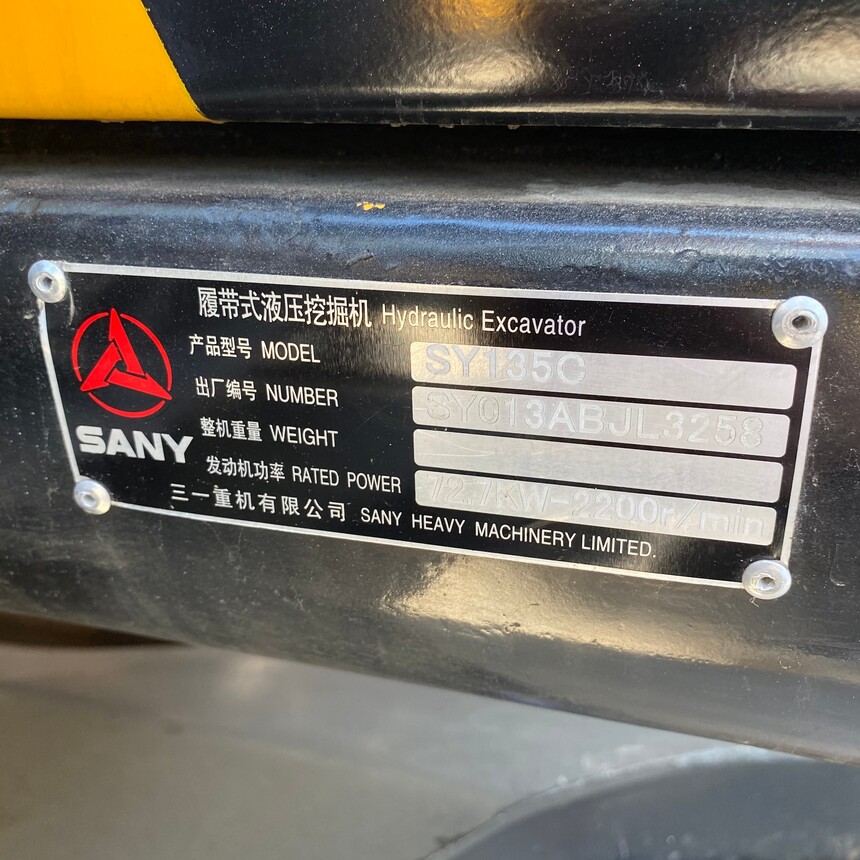 履带式液压挖掘机 Hydraulic Excavator
产品型号 MODEL SY135C
出厂编号 NUMBER SY013ABJL3258
整机重量 WEIGHT
发动机功率 RATED POWER 72.7KW-2200r/min
三一重机有限公司 SANY HEAVY MACHINERY LIMITED.
SANY